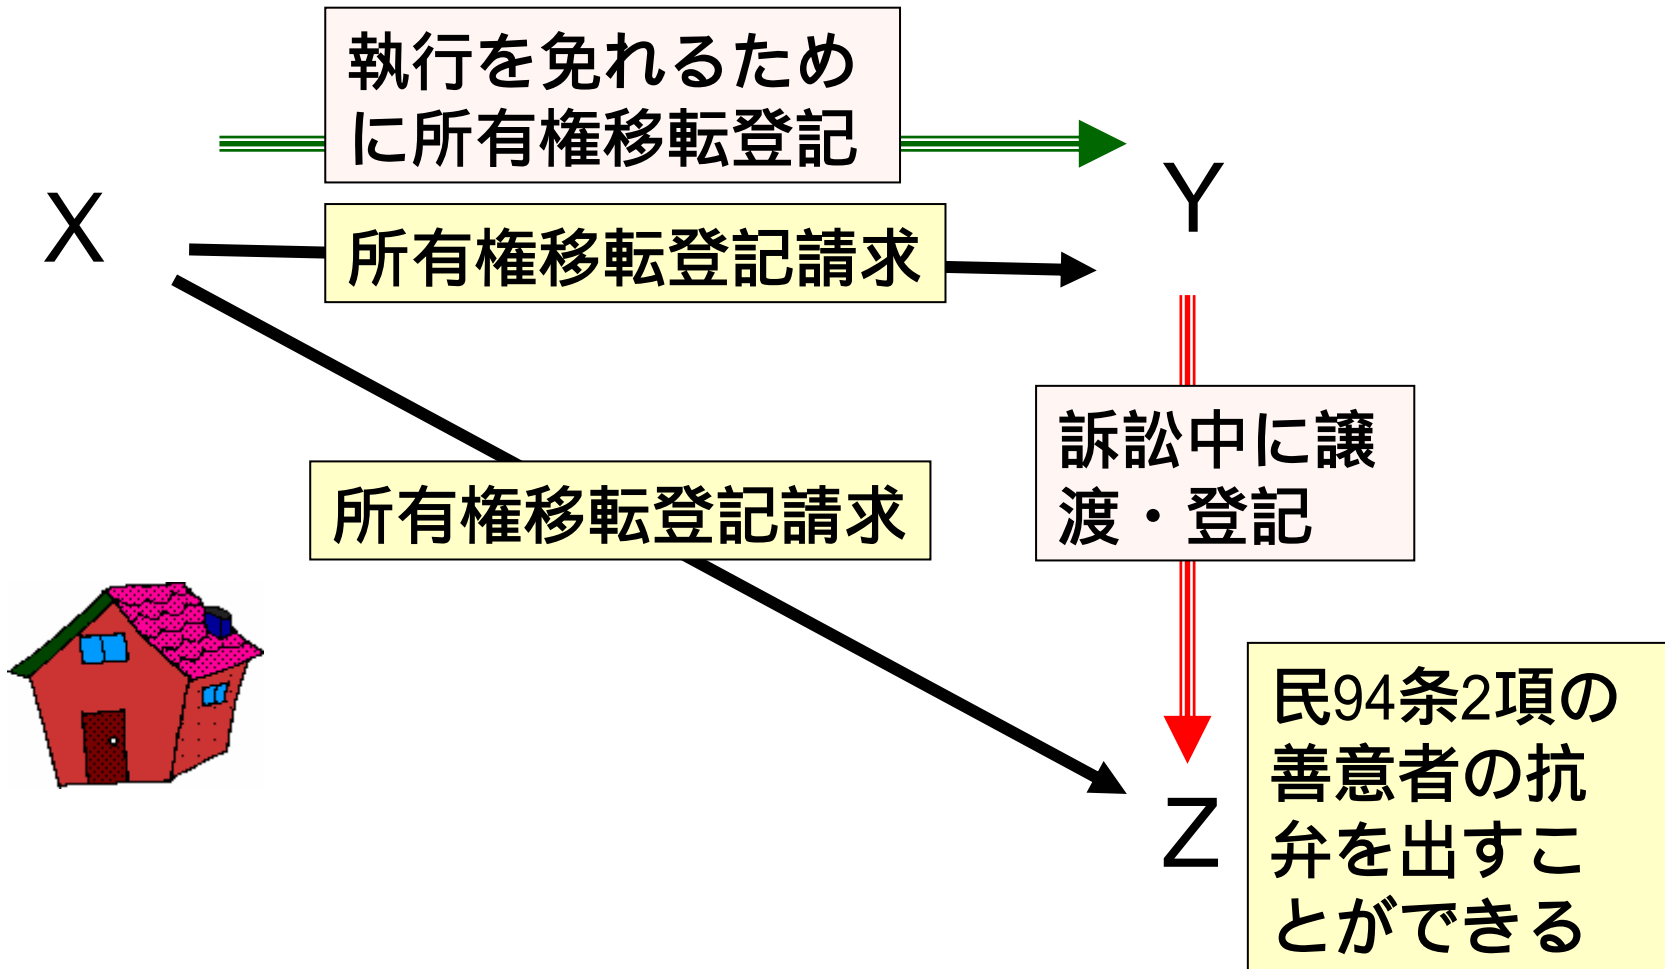 執行を免れるため
に所有権移転登記
X
Y
所有権移転登記請求
訴訟中に譲
渡・登記
所有権移転登記請求
Z
民94条2項の
善意者の抗
弁を出すこ
とができる